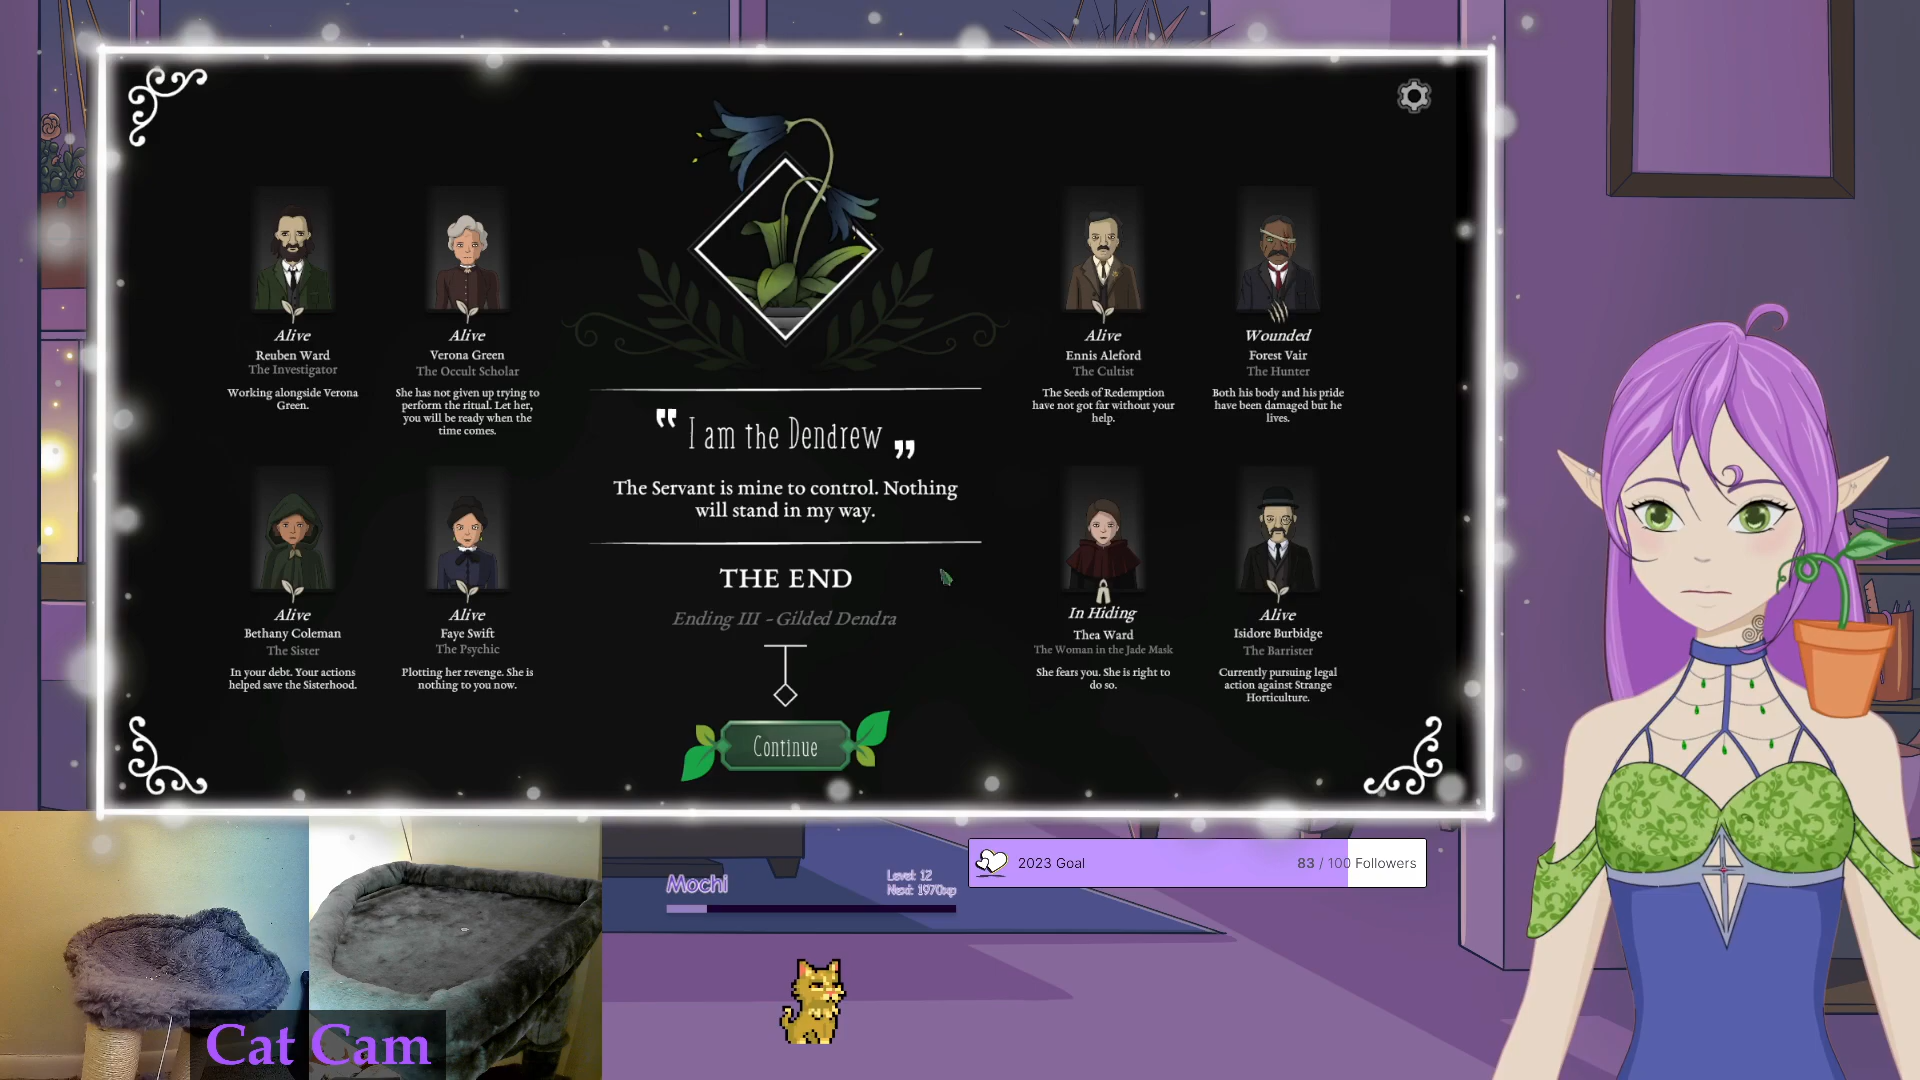 Alive
Reuben Ward
The Investigator
Working alongside Verona
Green.
Alive
Verona Green
The Occult Scholar
She has not given up trying to
perform the ritual. Let her,
you will be ready when the
time comes.
Alive
Bethany Coleman
The Sister
In your debt. Your actions
helped save the Sisterhood.
Alive
Faye Swift
The Psychic
Plotting her revenge. She is
nothing to you now.
" I am the Dendrew "
The Servant is mine to control. Nothing
will stand in my way.
THE END
Ending III - Gilded Dendra
Continue
Alive
Ennis Aleford
The Cultist
The Seeds of Redemption
have not got far without your
help.
Wounded
Forest Vair
The Hunter
Both his body and his pride
have been damaged but he
lives.
In Hiding
Thea Ward
The Woman in the Jade Mask
She fears you. She is right to
do so.
Alive
Isidore Burbidge
The Barrister
Currently pursuing legal
action against Strange
Horticulture.
Mochi
Level: 12
Next: 1970xp
2023 Goal
83 / 100 Followers
Cat Cam